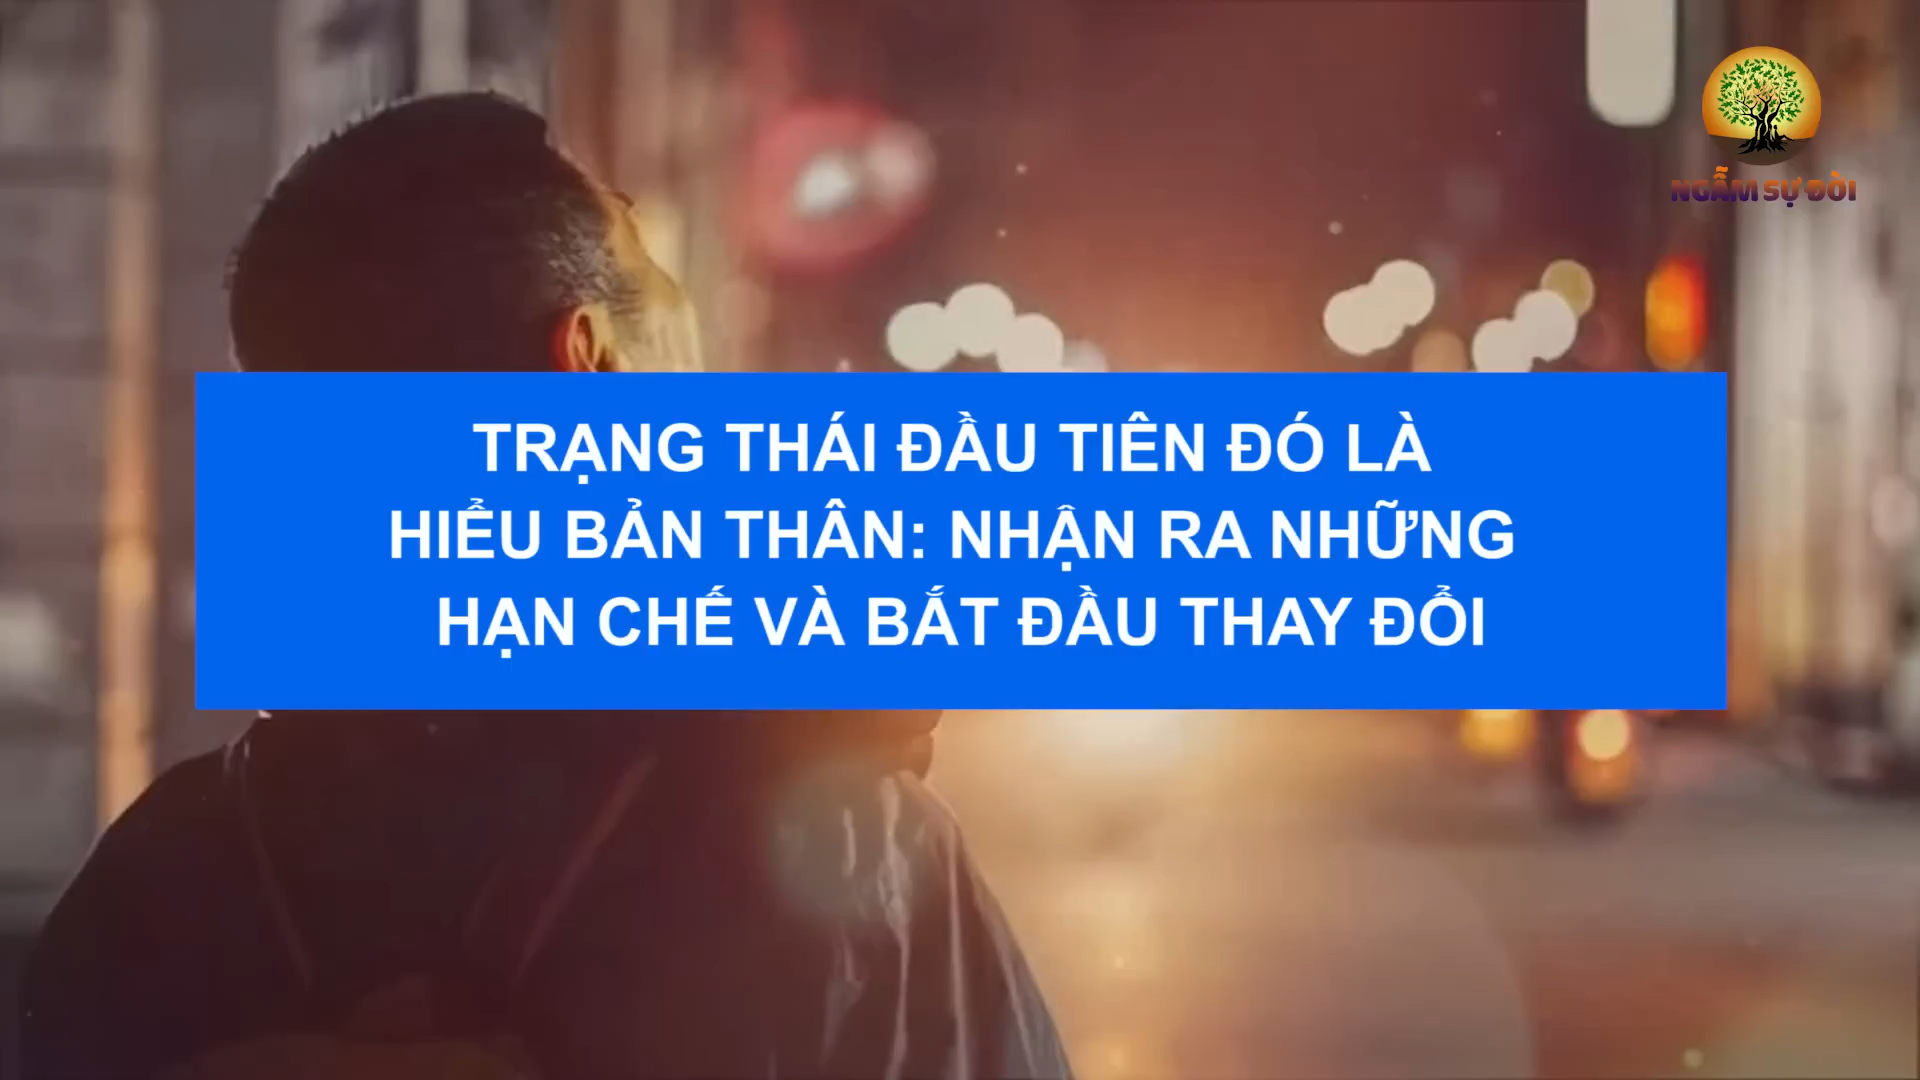 NGẪM SỰ ĐỜI
TRẠNG THÁI ĐẦU TIÊN ĐÓ LÀ
HIỂU BẢN THÂN: NHẬN RA NHỮNG
HẠN CHẾ VÀ BẮT ĐẦU THAY ĐỔI